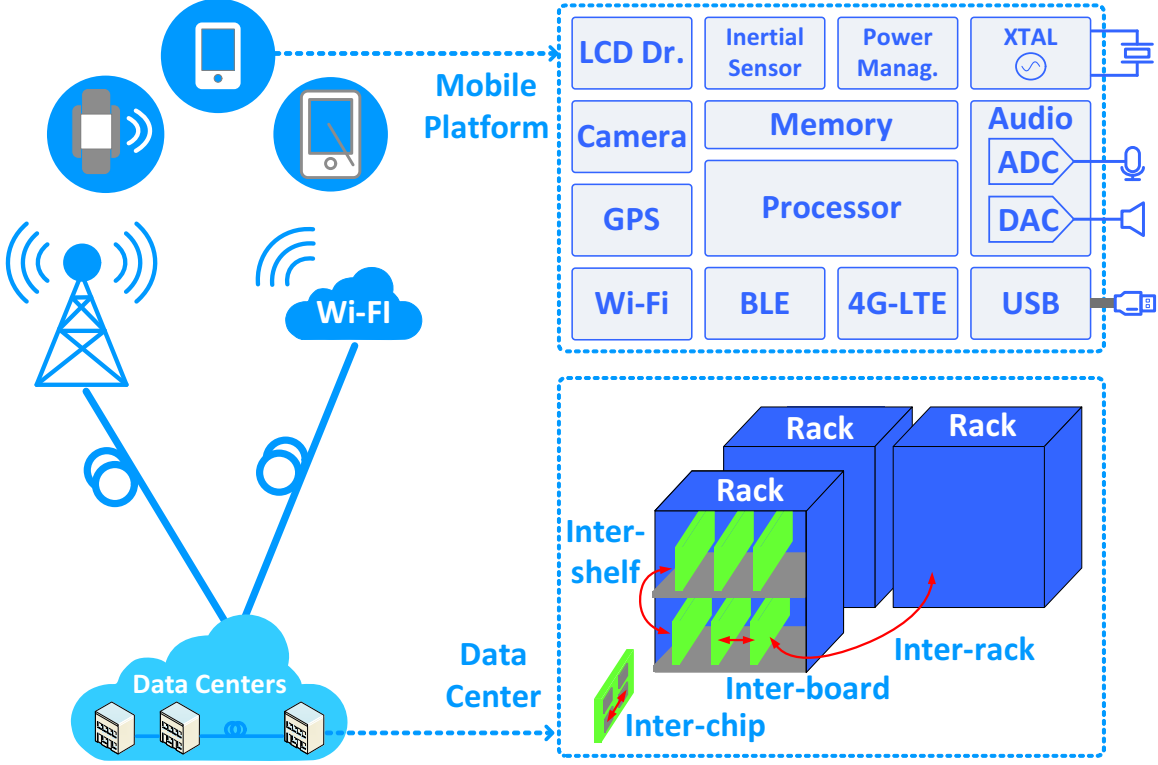 LCD Dr.
Inertial
Sensor
Power
Manag.
XTAL
Mobile
Platform
Camera
Memory
Audio
ADC
GPS
Processor
DAC
Wi-Fi
BLE
4G-LTE
USB
Wi-FI
Rack
Rack
Rack
Inter-
shelf
Inter-rack
Inter-board
Inter-chip
Data
Center
Data Centers